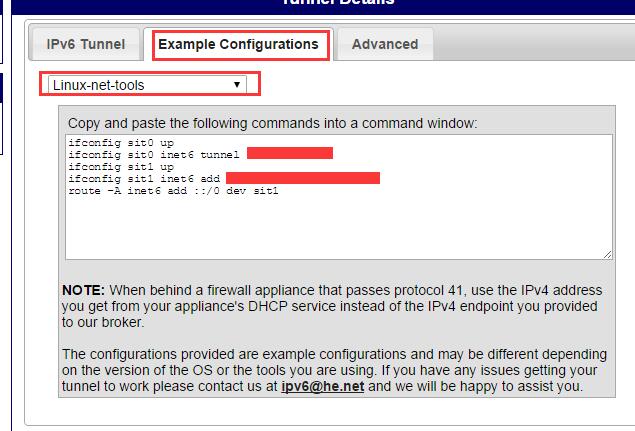 Tunnel Details
IPv6 Tunnel
Example Configurations
Advanced
Linux-net-tools
Copy and paste the following commands into a command window:
ifconfig sit0 up
ifconfig sit0 inet6 tunnel
ifconfig sit1 up
ifconfig sit1 inet6 add
route -A inet6 add ::/0 dev sit1
NOTE: When behind a firewall appliance that passes protocol 41, use the IPv4 address
you get from your appliance's DHCP service instead of the IPv4 endpoint you provided
to our broker.
The configurations provided are example configurations and may be different depending
on the version of the OS or the tools you are using. If you have any issues getting your
tunnel to work please contact us at ipv6@he.net and we will be happy to assist you.